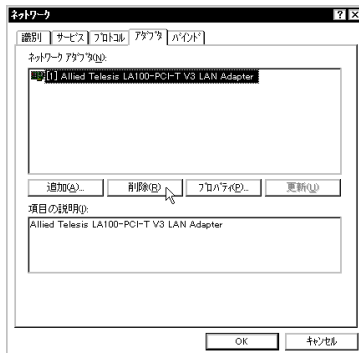 ネットワーク
識別 サービス プロトコル アダプタ バインド
ネットワーク アダプタ(N):
[1] Allied Telesis LA100-PCI-T V3 LAN Adapter
追加(A)... 削除(R) プロパティ(P)... 更新(U)
項目の説明(I):
Allied Telesis LA100-PCI-T V3 LAN Adapter
OK キャンセル